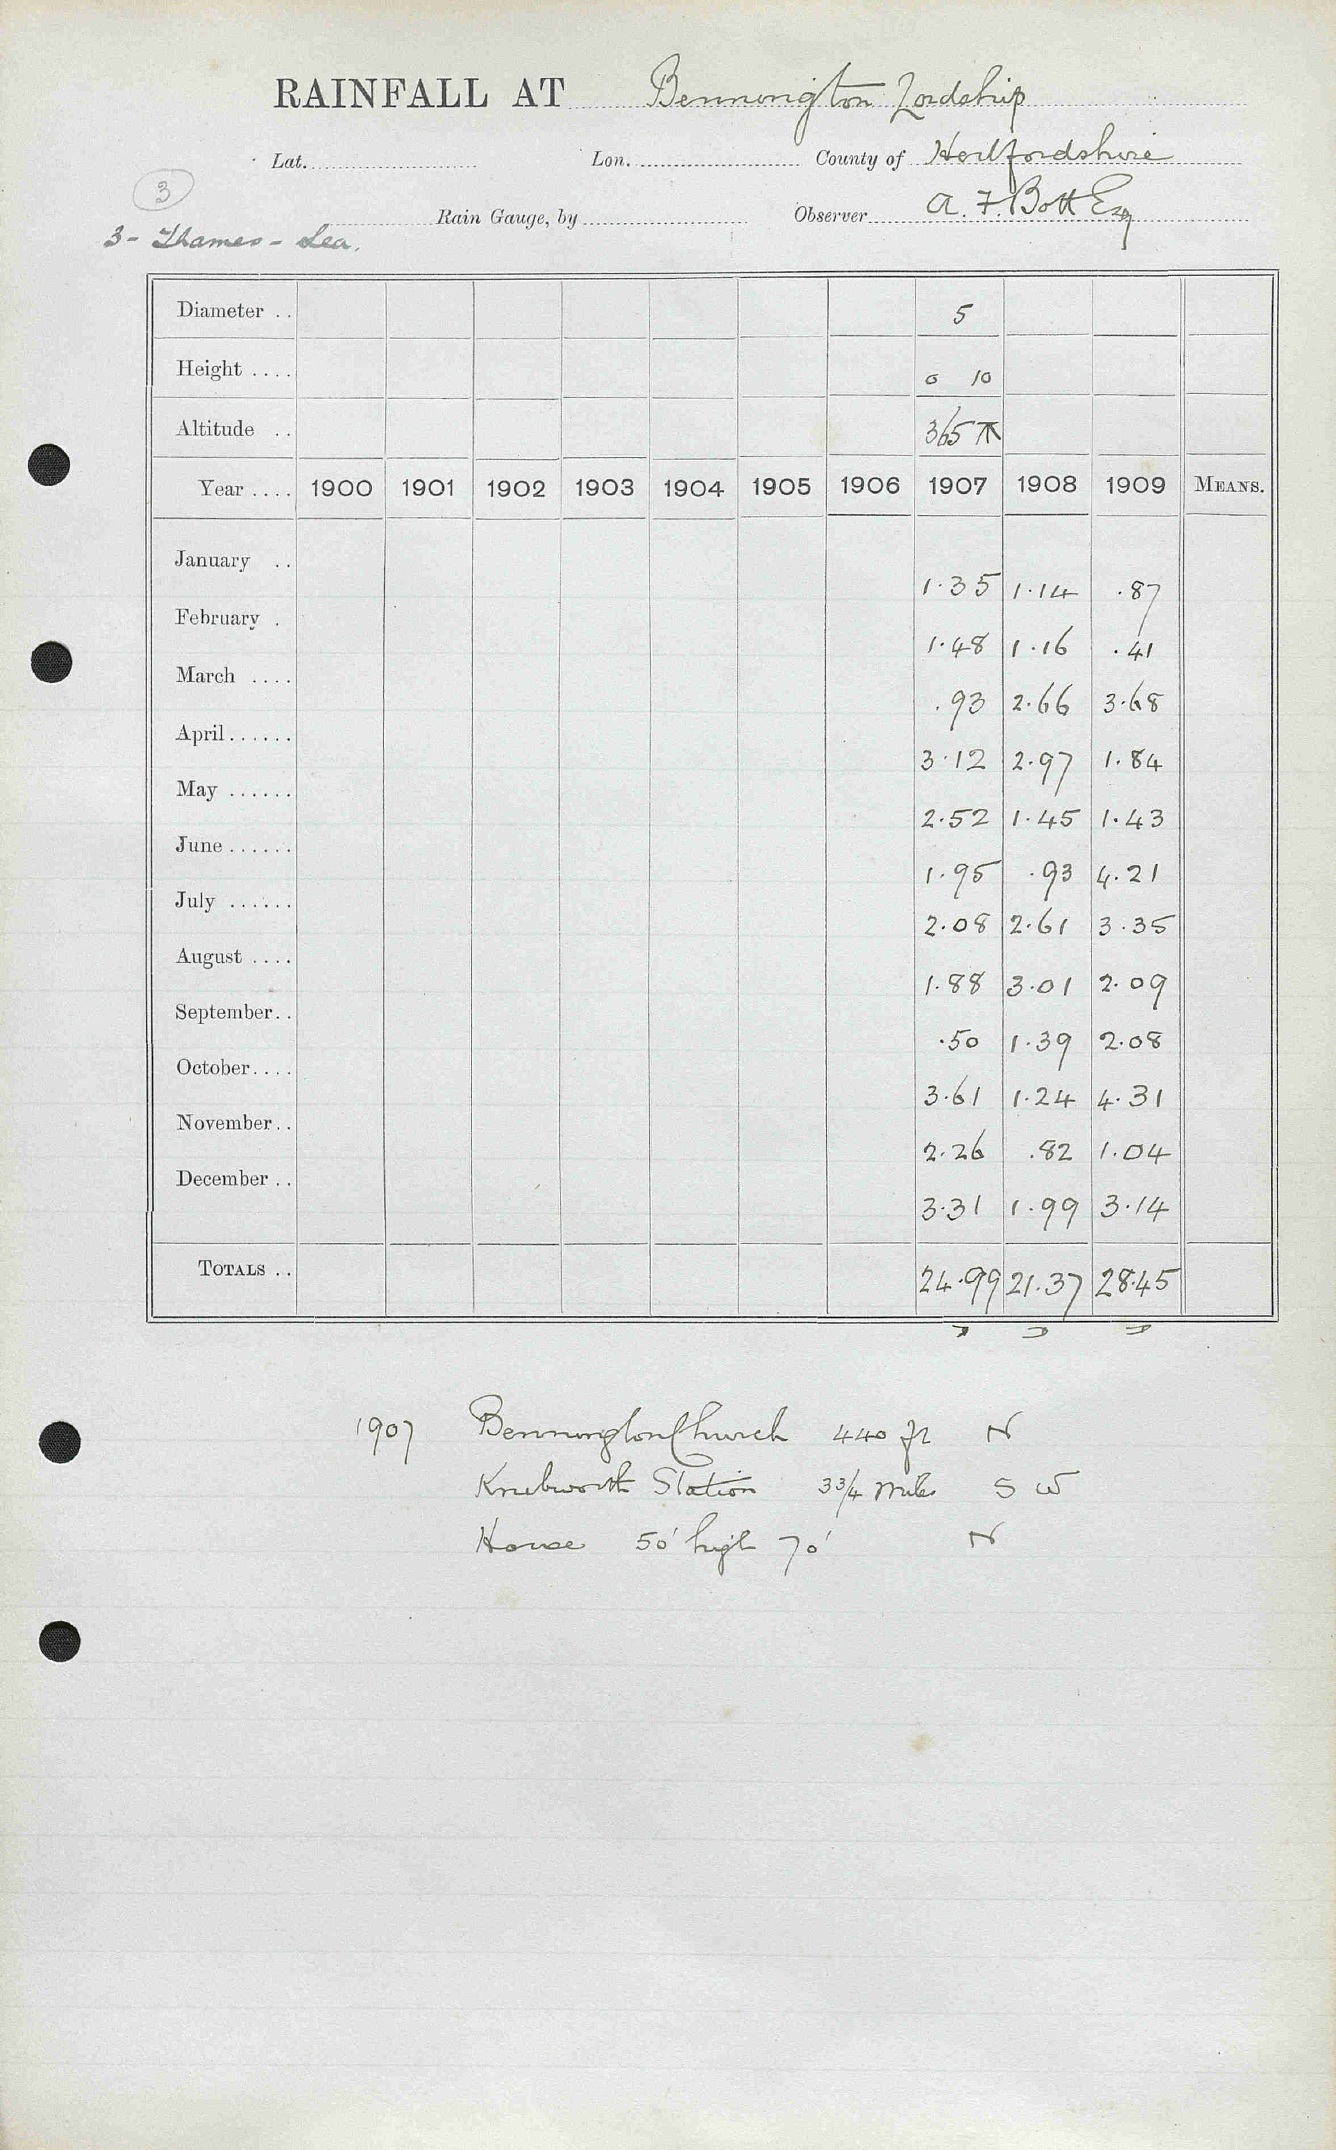 RAINFALL AT Bennington Lordship
Lat. Lon. County of Hertfordshire
3
Rain Gauge, by Observer A. F. Bott Esq
3 - Thames - Lea.
Diameter .. 5
Height .... 0 10
Altitude .. 365
Year .... 1900 1901 1902 1903 1904 1905 1906 1907 1908 1909 MEANS.
January .. 1.35 1.14 .87
February . 1.48 1.16 .41
March .... .93 2.66 3.68
April...... 3.12 2.97 1.84
May ...... 2.52 1.45 1.43
June...... 1.95 .93 4.21
July ...... 2.08 2.61 3.35
August .... 1.88 3.01 2.09
September.. .50 1.39 2.08
October.... 3.61 1.24 4.31
November.. 2.26 .82 1.04
December .. 3.31 1.99 3.14
TOTALS .. 24.99 21.37 28.45
1907 Bennington Church 440 ft N
Knebworth Station 3 3/4 miles S W
House 50' high 70' N